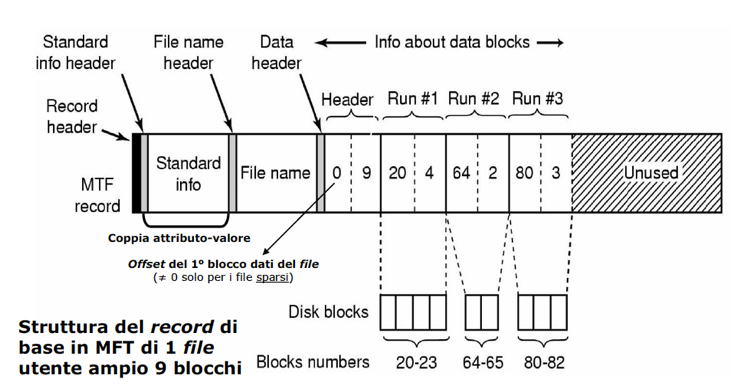 Standard info header
File name header
Data header
Info about data blocks
Record header
Header
Run #1
Run #2
Run #3
MTF record
Standard info
File name
0
9
20
4
64
2
80
3
Unused
Coppia attributo-valore
Offset del 1° blocco dati del file
(≠ 0 solo per i file sparsi)
Disk blocks
Struttura del record di
base in MFT di 1 file
utente ampio 9 blocchi
Blocks numbers
20-23
64-65
80-82